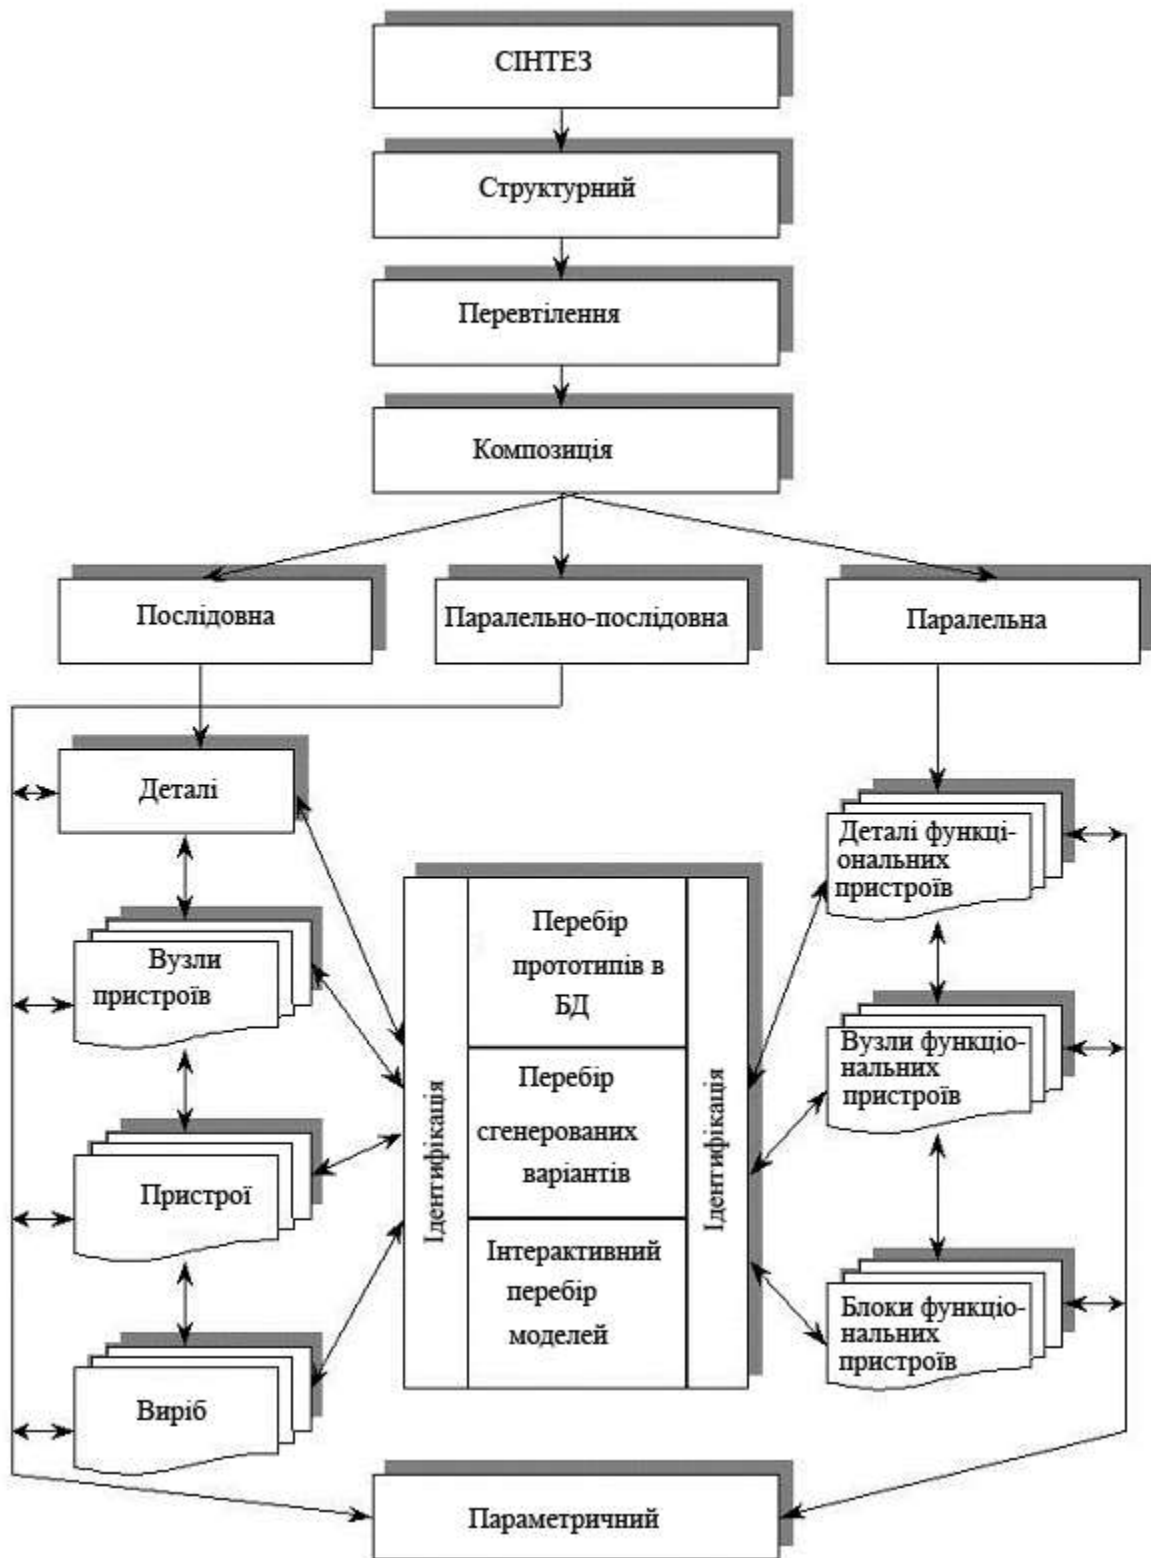 СІНТЕЗ
Структурний
Перевтілення
Композиція
Послідовна
Паралельно-послідовна
Паралельна
Деталі
Вузли
пристроїв
Пристрої
Виріб
Ідентифікація
Перебір
прототипів в
БД
Перебір
сгенерованих
варіантів
Інтерактивний
перебір
моделей
Ідентифікація
Деталі функці-
ональних
пристроїв
Вузли функціо-
нальних
пристроїв
Блоки функціо-
нальних
пристроїв
Параметричний